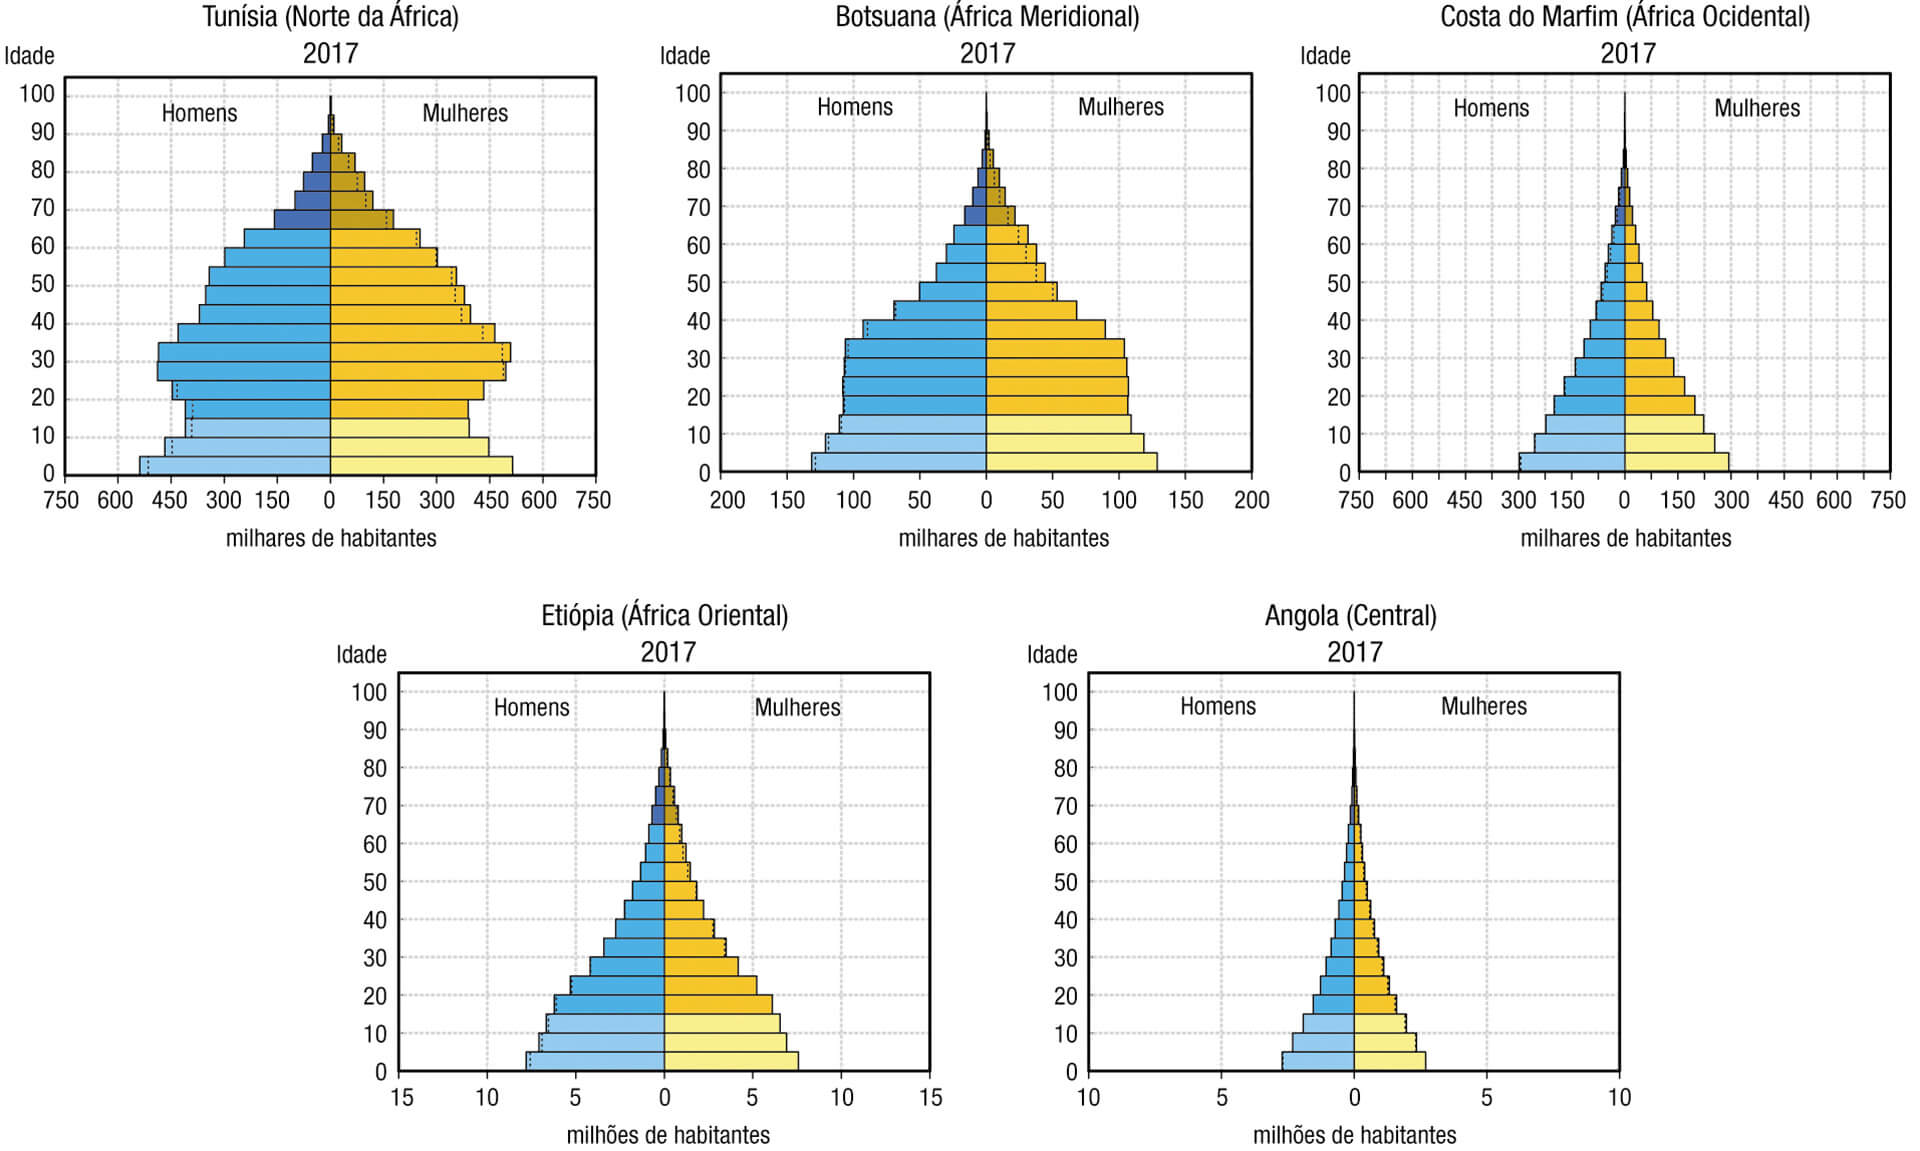 Tunísia (Norte da África)
2017
Idade
Homens
Mulheres
100
90
80
70
60
50
40
30
20
10
0
750 600 450 300 150 0 150 300 450 600 750
milhares de habitantes
Botsuana (África Meridional)
2017
Idade
Homens
Mulheres
100
90
80
70
60
50
40
30
20
10
0
200 150 100 50 0 50 100 150 200
milhares de habitantes
Costa do Marfim (África Ocidental)
2017
Idade
Homens
Mulheres
100
90
80
70
60
50
40
30
20
10
0
750 600 450 300 150 0 150 300 450 600 750
milhares de habitantes
Etiópia (África Oriental)
2017
Idade
Homens
Mulheres
100
90
80
70
60
50
40
30
20
10
0
15 10 5 0 5 10 15
milhões de habitantes
Angola (Central)
2017
Idade
Homens
Mulheres
100
90
80
70
60
50
40
30
20
10
0
10 5 0 5 10
milhões de habitantes